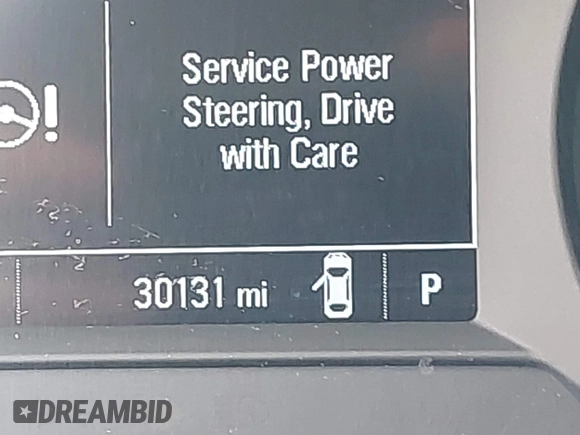 Service Power
Steering, Drive
with Care
30131 mi
P
DREAMBID